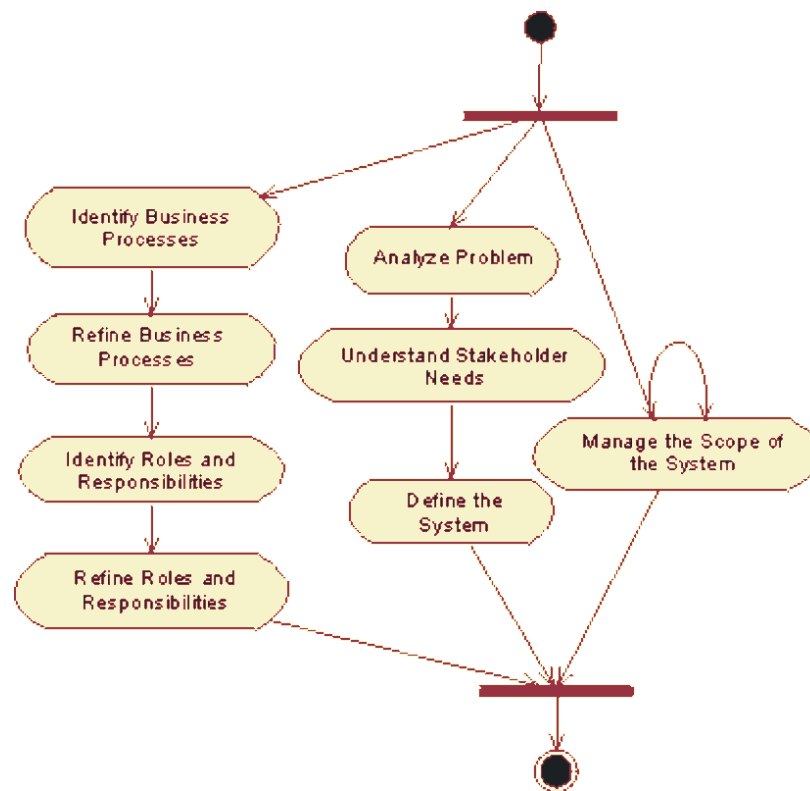 Identify Business
Processes
Analyze Problem
Refine Business
Processes
Understand Stakeholder
Needs
Manage the Scope of
the System
Identify Roles and
Responsibilities
Define the
System
Refine Roles and
Responsibilities